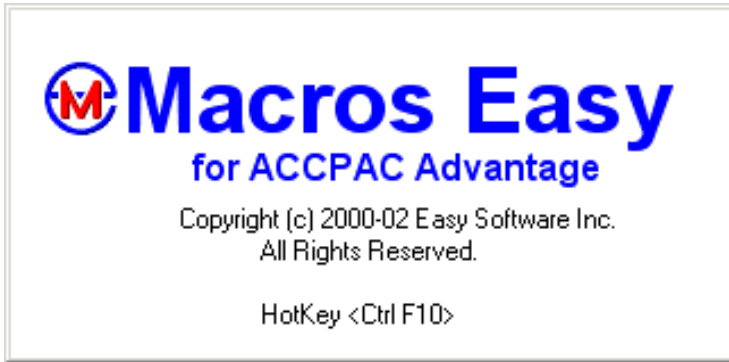 Macros Easy
for ACCPAC Advantage
Copyright (c) 2000-02 Easy Software Inc.
All Rights Reserved.
HotKey <Ctrl F10>